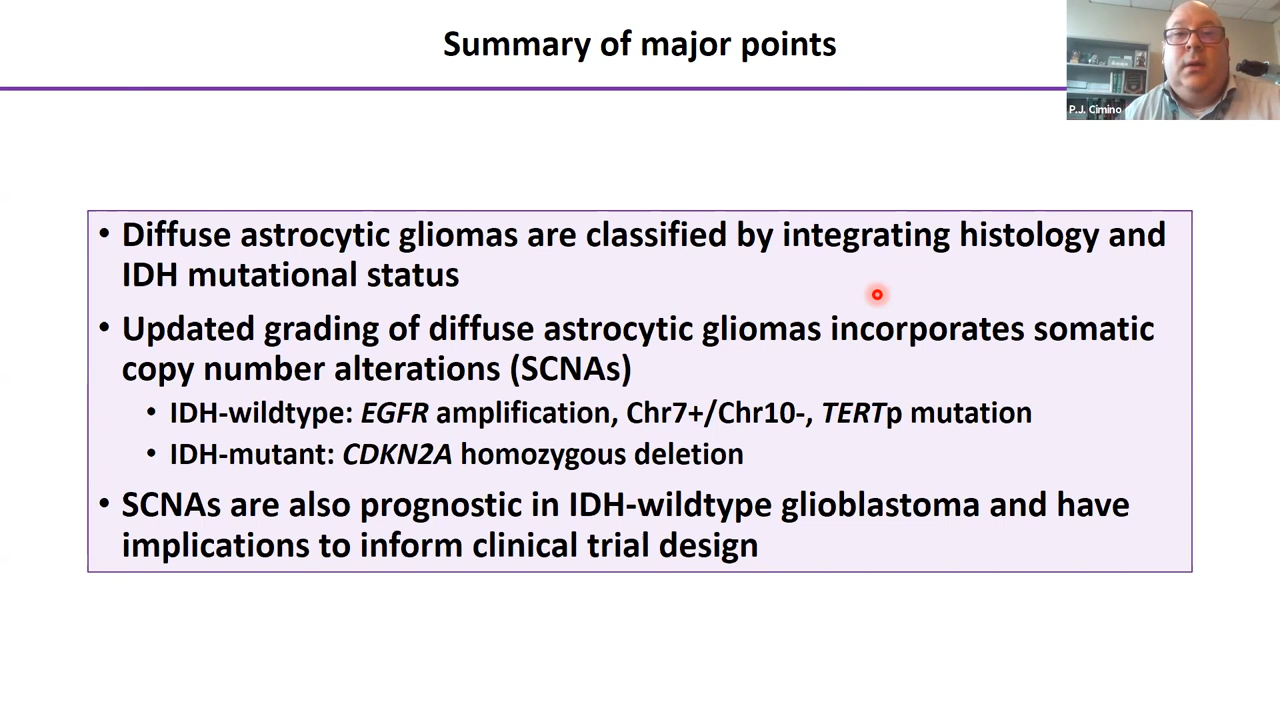 Summary of major points
P.J. Cimino
• Diffuse astrocytic gliomas are classified by integrating histology and
IDH mutational status
• Updated grading of diffuse astrocytic gliomas incorporates somatic
copy number alterations (SCNAs)
• IDH-wildtype: EGFR amplification, Chr7+/Chr10-, TERTp mutation
• IDH-mutant: CDKN2A homozygous deletion
• SCNAs are also prognostic in IDH-wildtype glioblastoma and have
implications to inform clinical trial design